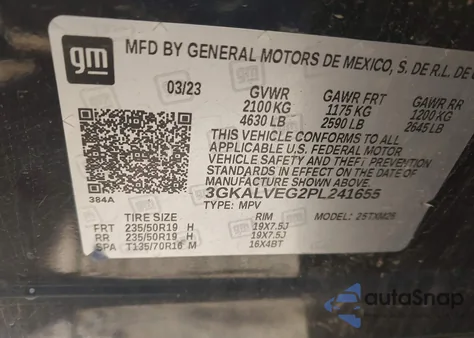 gm
MFD BY GENERAL MOTORS DE MEXICO, S. DE R.L. DE
03/23 GVWR GAWR FRT GAWR RR
2100 KG 1175 KG 1200 KG
4630 LB 2590 LB 2645 LB
THIS VEHICLE CONFORMS TO ALL
APPLICABLE U.S. FEDERAL MOTOR
VEHICLE SAFETY AND THEFT PREVENTION
STANDARDS IN EFFECT ON THE DATE OF
MANUFACTURE SHOWN ABOVE.
384A
3GKALVEG2PL241655
TYPE: MPV
TIRE SIZE RIM MODEL: 25TXM26
FRT 235/50R19 H 19X7.5J
RR 235/50R19 H 19X7.5J
SPA T135/70R16 M 16X4BT
autoSnap